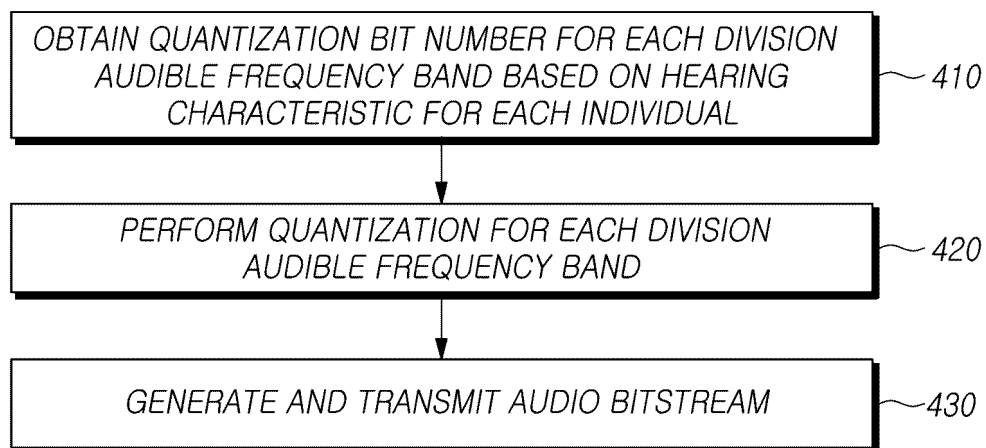 OBTAIN QUANTIZATION BIT NUMBER FOR EACH DIVISION
AUDIBLE FREQUENCY BAND BASED ON HEARING
CHARACTERISTIC FOR EACH INDIVIDUAL
410
PERFORM QUANTIZATION FOR EACH DIVISION
AUDIBLE FREQUENCY BAND
420
GENERATE AND TRANSMIT AUDIO BITSTREAM
430